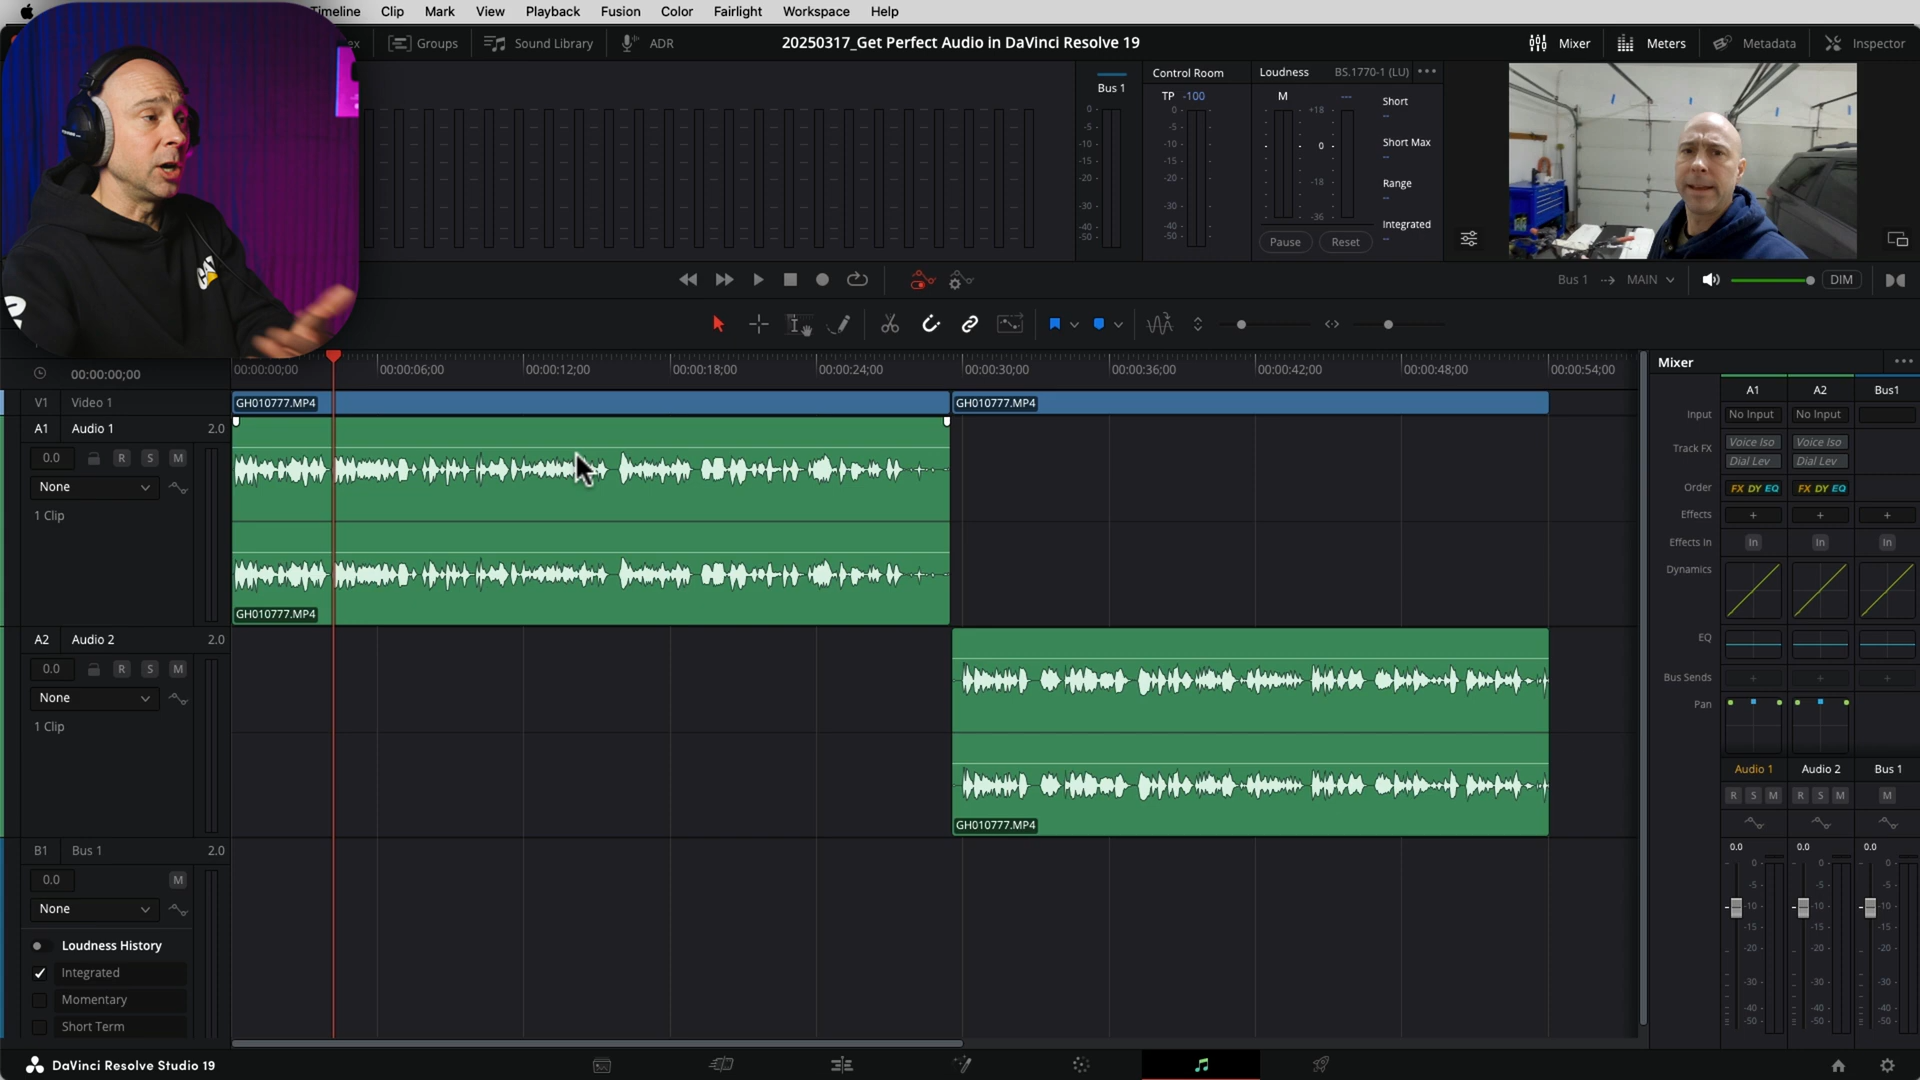 Timeline Clip Mark View Playback Fusion Color Fairlight Workspace Help
Groups Sound Library ADR 20250317_Get Perfect Audio in DaVinci Resolve 19 Mixer Meters Metadata Inspector
Bus 1 Control Room Loudness BS.1770-1 (LU)
TP -100 M --- Short
0 0 +18 --
-5 -5
-10 -10 0 Short Max
-15 -15 --
-20 -20 -18 Range
-30 -30 --
-40 -40 -36 Integrated
-50 -50 --
Pause Reset
Bus 1 MAIN DIM
00:00:00;00 00:00:00;00 00:00:06;00 00:00:12;00 00:00:18;00 00:00:24;00 00:00:30;00 00:00:36;00 00:00:42;00 00:00:48;00 00:00:54;00
V1 Video 1 GH010777.MP4 GH010777.MP4
A1 Audio 1 2.0
0.0 R S M
None
1 Clip
GH010777.MP4
A2 Audio 2 2.0
0.0 R S M
None
1 Clip
GH010777.MP4
B1 Bus 1 2.0
0.0 M
None
Loudness History
Integrated
Momentary
Short Term
Mixer
A1 A2 Bus1
Input No Input No Input
Track FX Voice Iso Voice Iso
Dial Lev Dial Lev
Order FX DY EQ FX DY EQ
Effects + + +
Effects In In In In
Dynamics
EQ
Bus Sends + + +
Pan
Audio 1 Audio 2 Bus 1
R S M R S M M
0.0 0.0 0.0
0 0 0
-5 -5 -5
-10 -10 -10
-15 -15 -15
-20 -20 -20
-30 -30 -30
-40 -40 -40
-50 -50 -50
DaVinci Resolve Studio 19